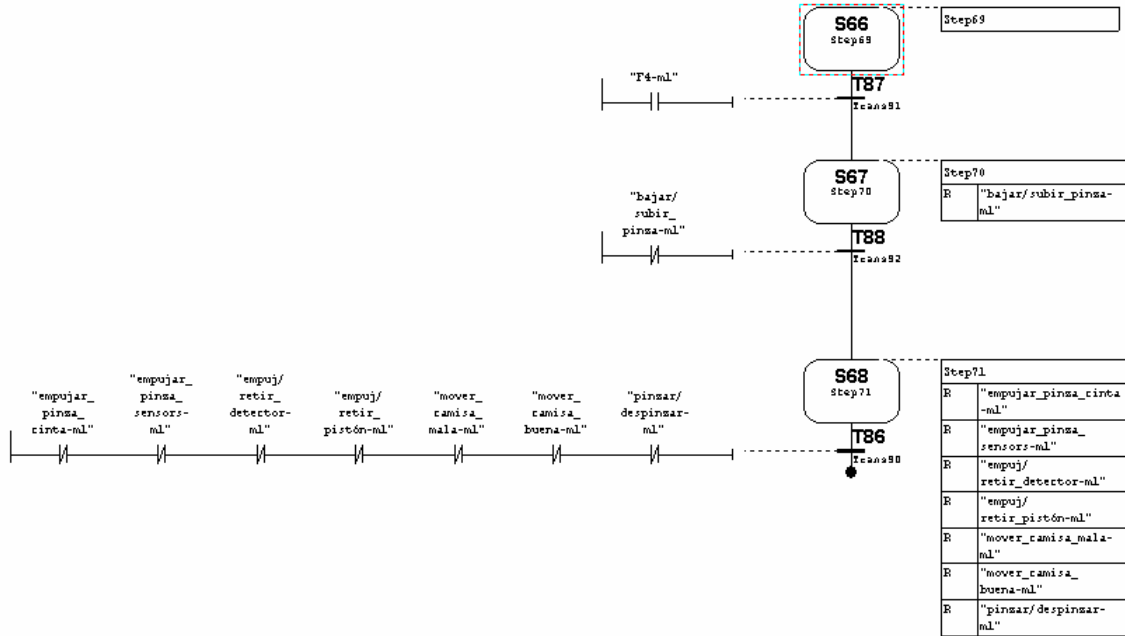 S66
Step69
Step69
"F4-ml"
T87
Trans91
S67
Step70
Step70
R "bajar/subir_pinza-
ml"
"bajar/
subir_
pinza-ml"
T88
Trans92
S68
Step71
Step71
R "empujar_pinza_cinta
-ml"
R "empujar_pinza_
sensors-ml"
R "empuj/
retir_detector-ml"
R "empuj/
retir_pistón-ml"
R "mover_camisa_mala-
ml"
R "mover_camisa_
buena-ml"
R "pinzar/despinzar-
ml"
"empujar_
pinza_
cinta-ml"
"empujar_
pinza_
sensors-
ml"
"empuj/
retir_
detector-
ml"
"empuj/
retir_
pistón-ml"
"mover_
camisa_
mala-ml"
"mover_
camisa_
buena-ml"
"pinzar/
despinzar-
ml"
T86
Trans90